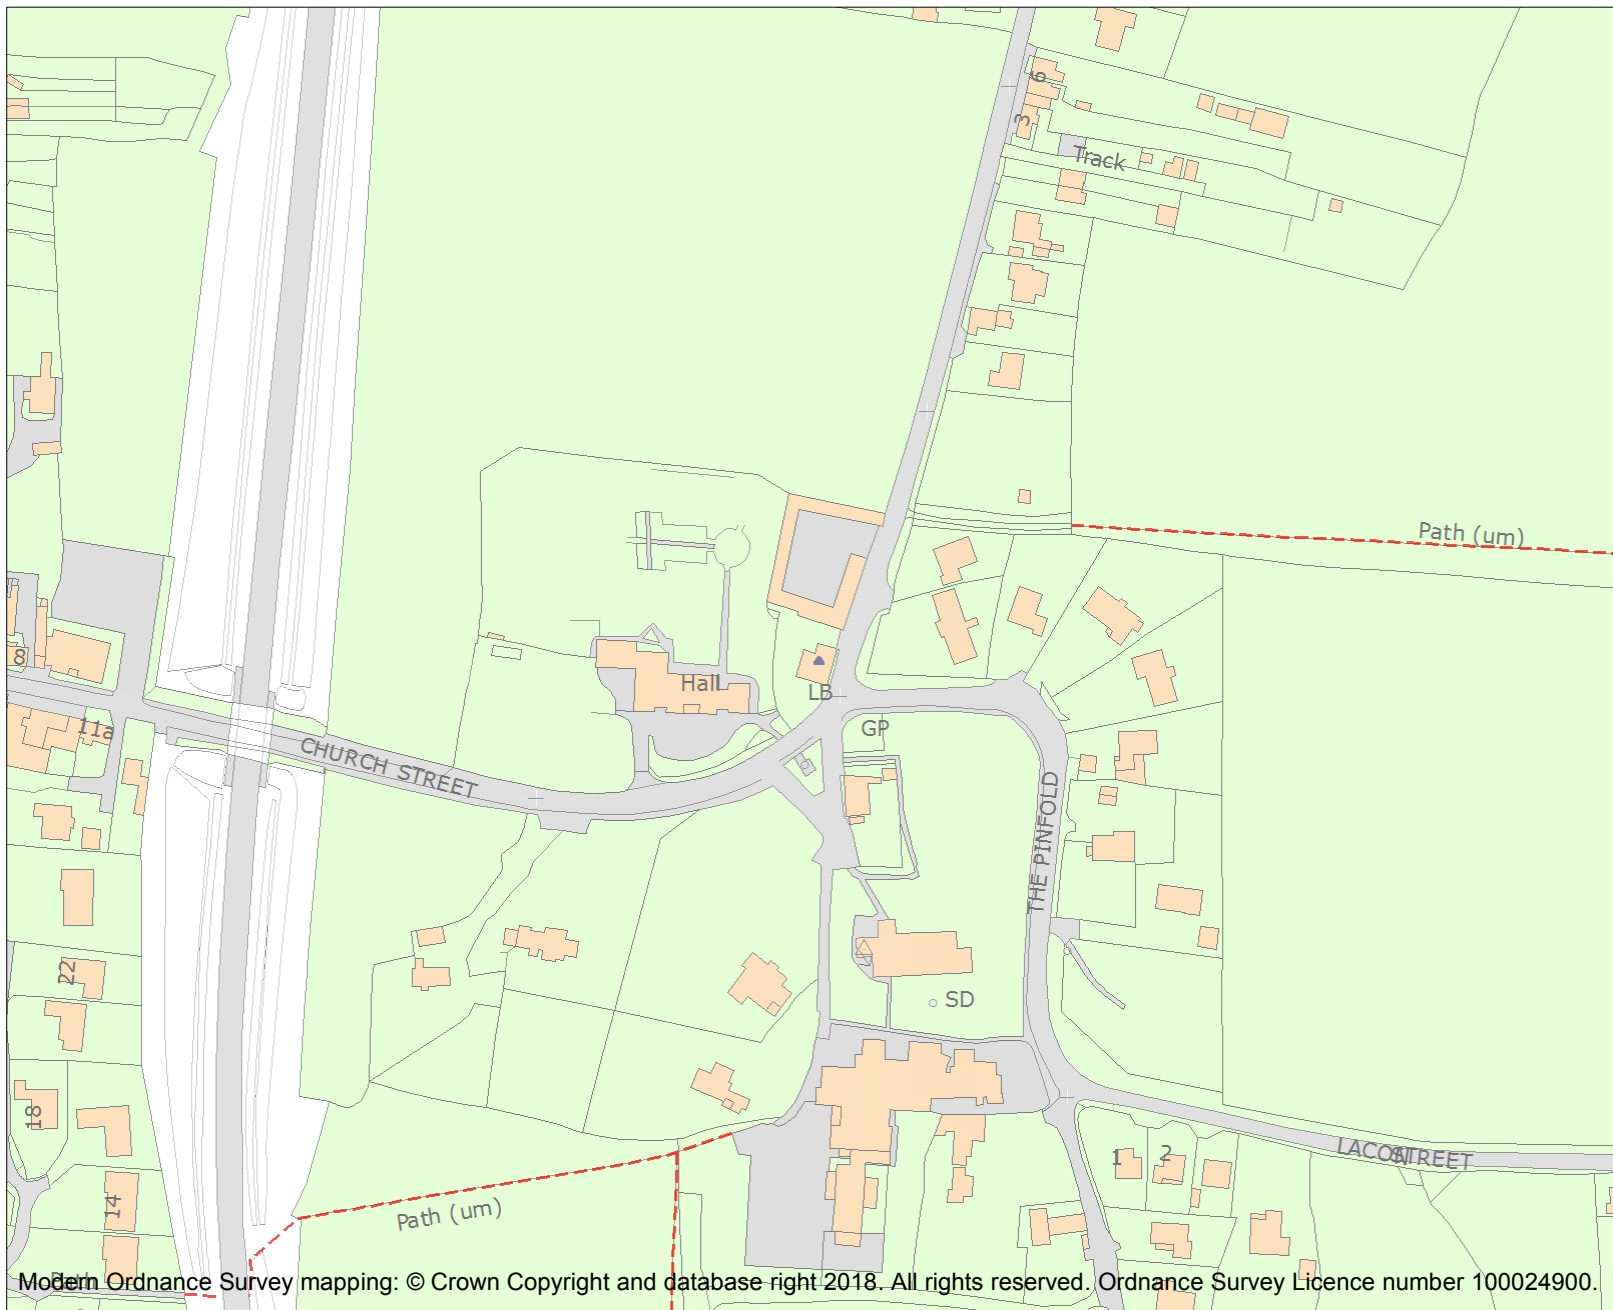 6
3
Track
Path (um)
8
Hall
LB
11a
GP
CHURCH STREET
THE PINFOLD
22
SD
18
LACON STREET
1
2
14
Path (um)
Path
Modern Ordnance Survey mapping: © Crown Copyright and database right 2018. All rights reserved. Ordnance Survey Licence number 100024900.